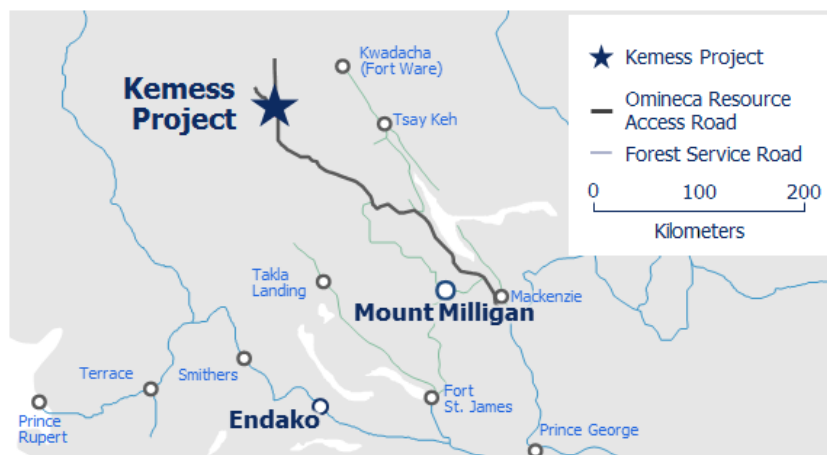 Kwadacha
(Fort Ware)
Kemess
Project
Tsay Keh
Takla
Landing
Mackenzie
Mount Milligan
Terrace
Smithers
Prince
Rupert
Endako
Fort
St. James
Prince George
Kemess Project
Omineca Resource
Access Road
Forest Service Road
0 100 200
Kilometers